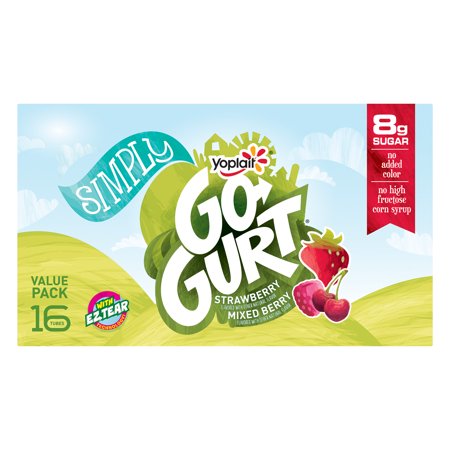 SIMPLY
Yoplait
GO-
GURT®
STRAWBERRY
MIXED BERRY
8g
SUGAR
no
added
color
no high
fructose
corn syrup
VALUE
PACK
16
TUBES
WITH
EZ TEAR